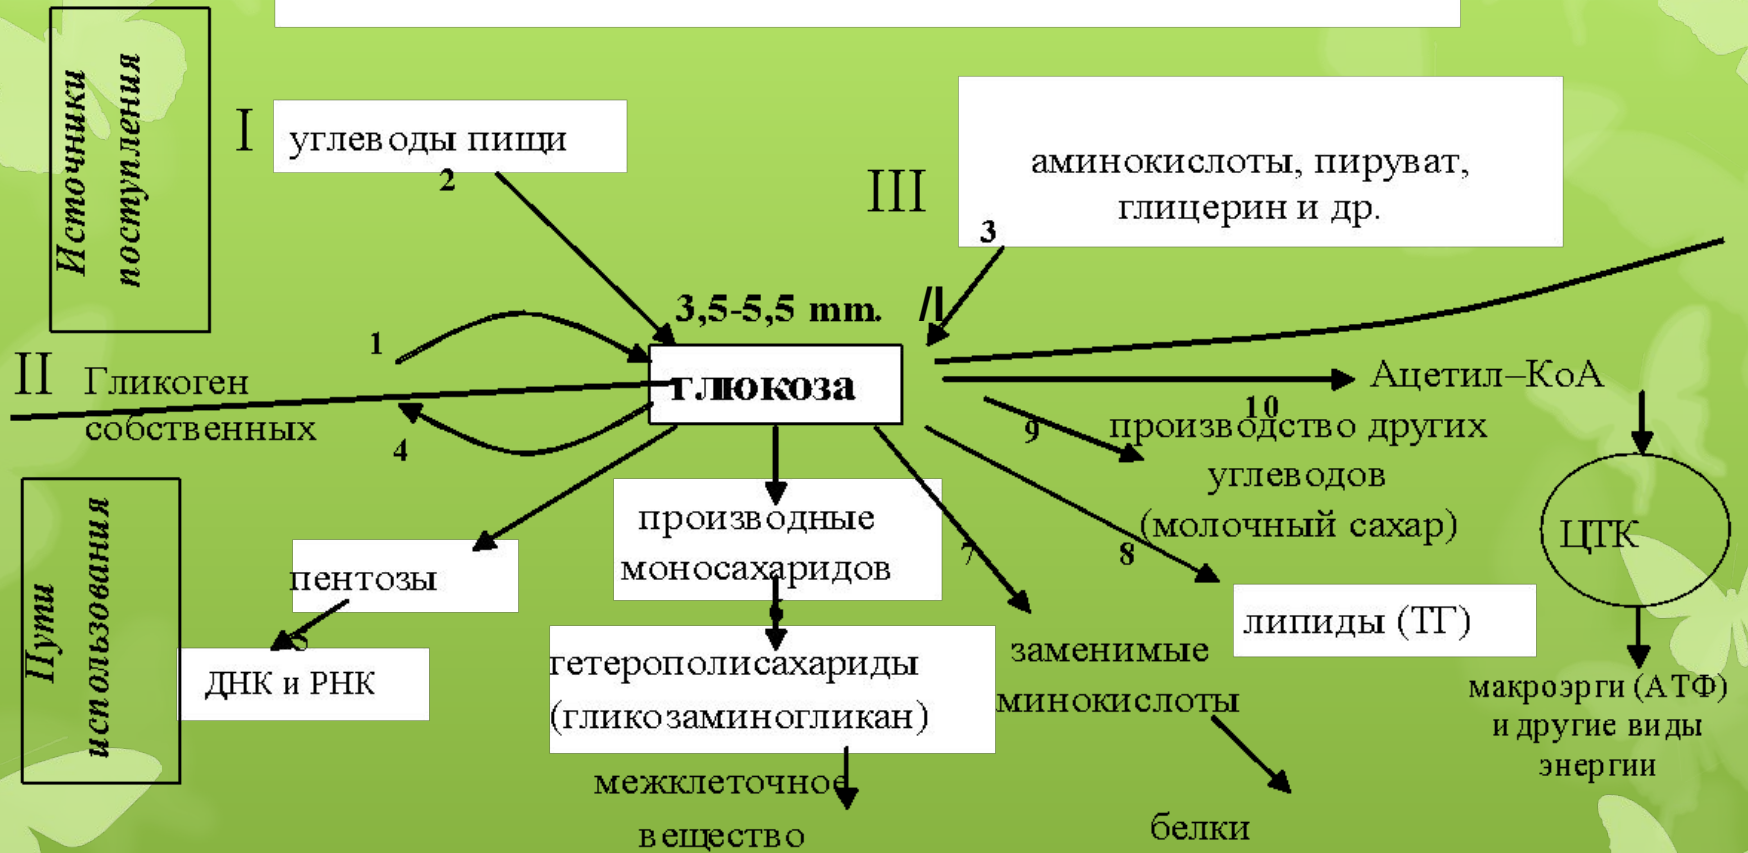 Источники
поступления
I
углеводы пищи
2
III
аминокислоты, пируват,
глицерин и др.
3
3,5-5,5 mm. /l
1
II
Гликоген
собственных
4
глюкоза
Ацетил–КоА
10
9
производство других
углеводов
(молочный сахар)
ЦТК
Пути
использования
пентозы
5
ДНК и РНК
производные
моносахаридов
6
гетерополисахариды
(гликозаминогликан)
межклеточное
вещество
7
заменимые
минокислоты
белки
8
липиды (ТГ)
макроэрги (АТФ)
и другие виды
энергии